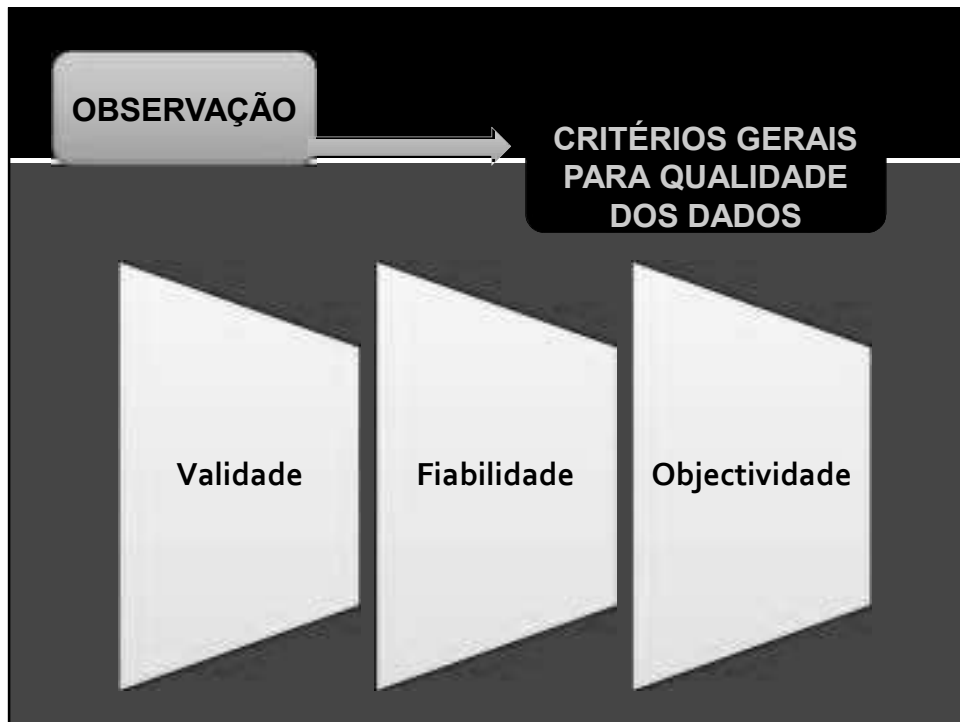 OBSERVAÇÃO
CRITÉRIOS GERAIS
PARA QUALIDADE
DOS DADOS
Validade
Fiabilidade
Objectividade